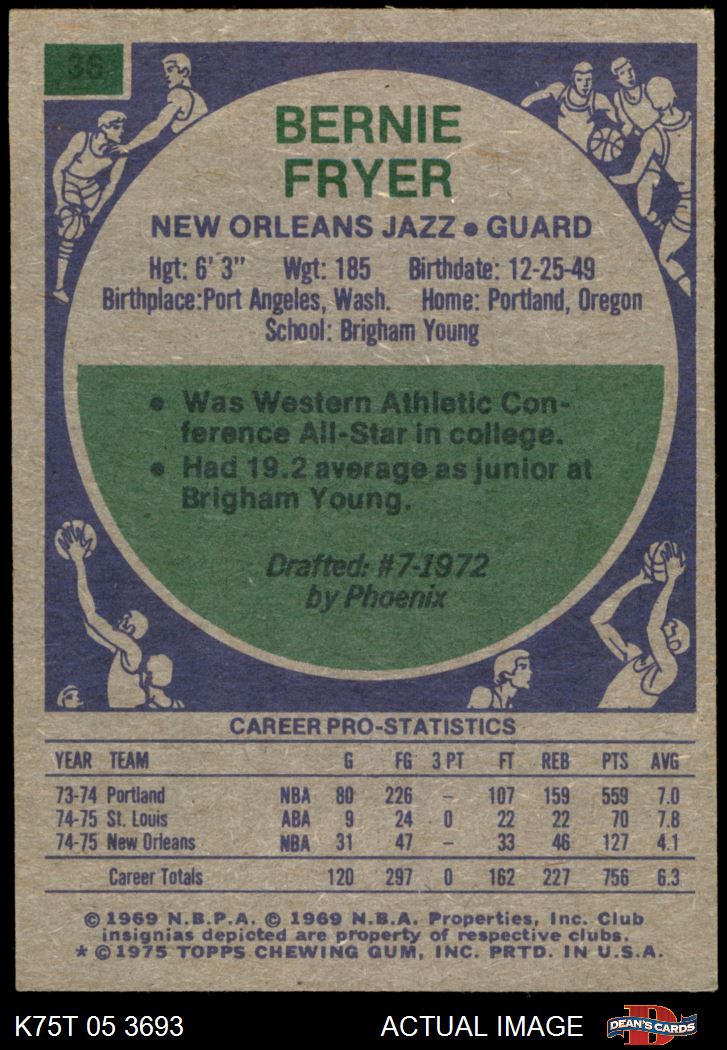 36
BERNIE
FRYER
NEW ORLEANS JAZZ • GUARD
Hgt: 6' 3" Wgt: 185 Birthdate: 12-25-49
Birthplace:Port Angeles, Wash. Home: Portland, Oregon
School: Brigham Young
• Was Western Athletic Con-
ference All-Star in college.
• Had 19.2 average as junior at
Brigham Young.
Drafted: #7-1972
by Phoenix
CAREER PRO-STATISTICS
YEAR TEAM G FG 3 PT FT REB PTS AVG
73-74 Portland NBA 80 226 – 107 159 559 7.0
74-75 St. Louis ABA 9 24 0 22 22 70 7.8
74-75 New Orleans NBA 31 47 – 33 46 127 4.1
Career Totals 120 297 0 162 227 756 6.3
© 1969 N.B.P.A. © 1969 N.B.A. Properties, Inc. Club
insignias depicted are property of respective clubs.
* © 1975 TOPPS CHEWING GUM, INC. PRTD. IN U.S.A.
K75T 05 3693 ACTUAL IMAGE DEAN'S CARDS